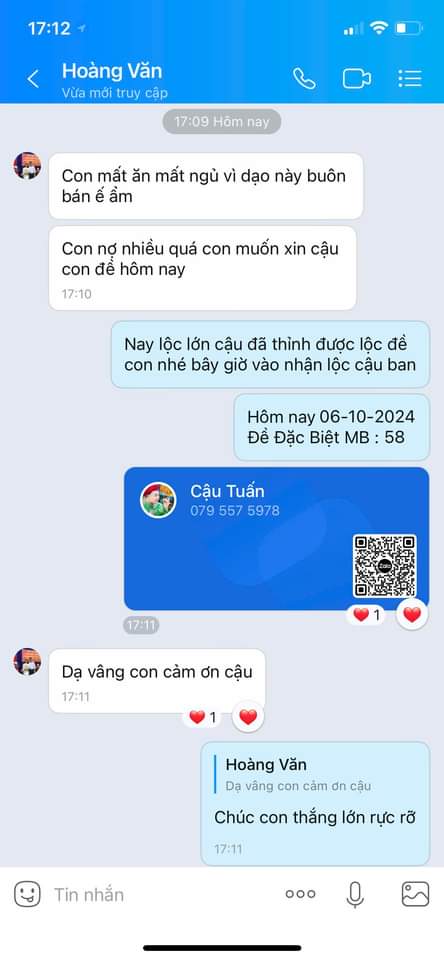 17:12
Hoàng Văn
Vừa mới truy cập
17:09 Hôm nay
Con mất ăn mất ngủ vì dạo này buôn
bán ế ẩm
Con nợ nhiều quá con muốn xin cậu
con đề hôm nay
17:10
Nay lộc lớn cậu đã thỉnh được lộc đề
con nhé bây giờ vào nhận lộc cậu ban
Hôm nay 06-10-2024
Đề Đặc Biệt MB : 58
Cậu Tuấn
079 557 5978
Zalo
1
17:11
Dạ vâng con cảm ơn cậu
17:11
1
Hoàng Văn
Dạ vâng con cảm ơn cậu
Chúc con thắng lớn rực rỡ
17:11
Tin nhắn